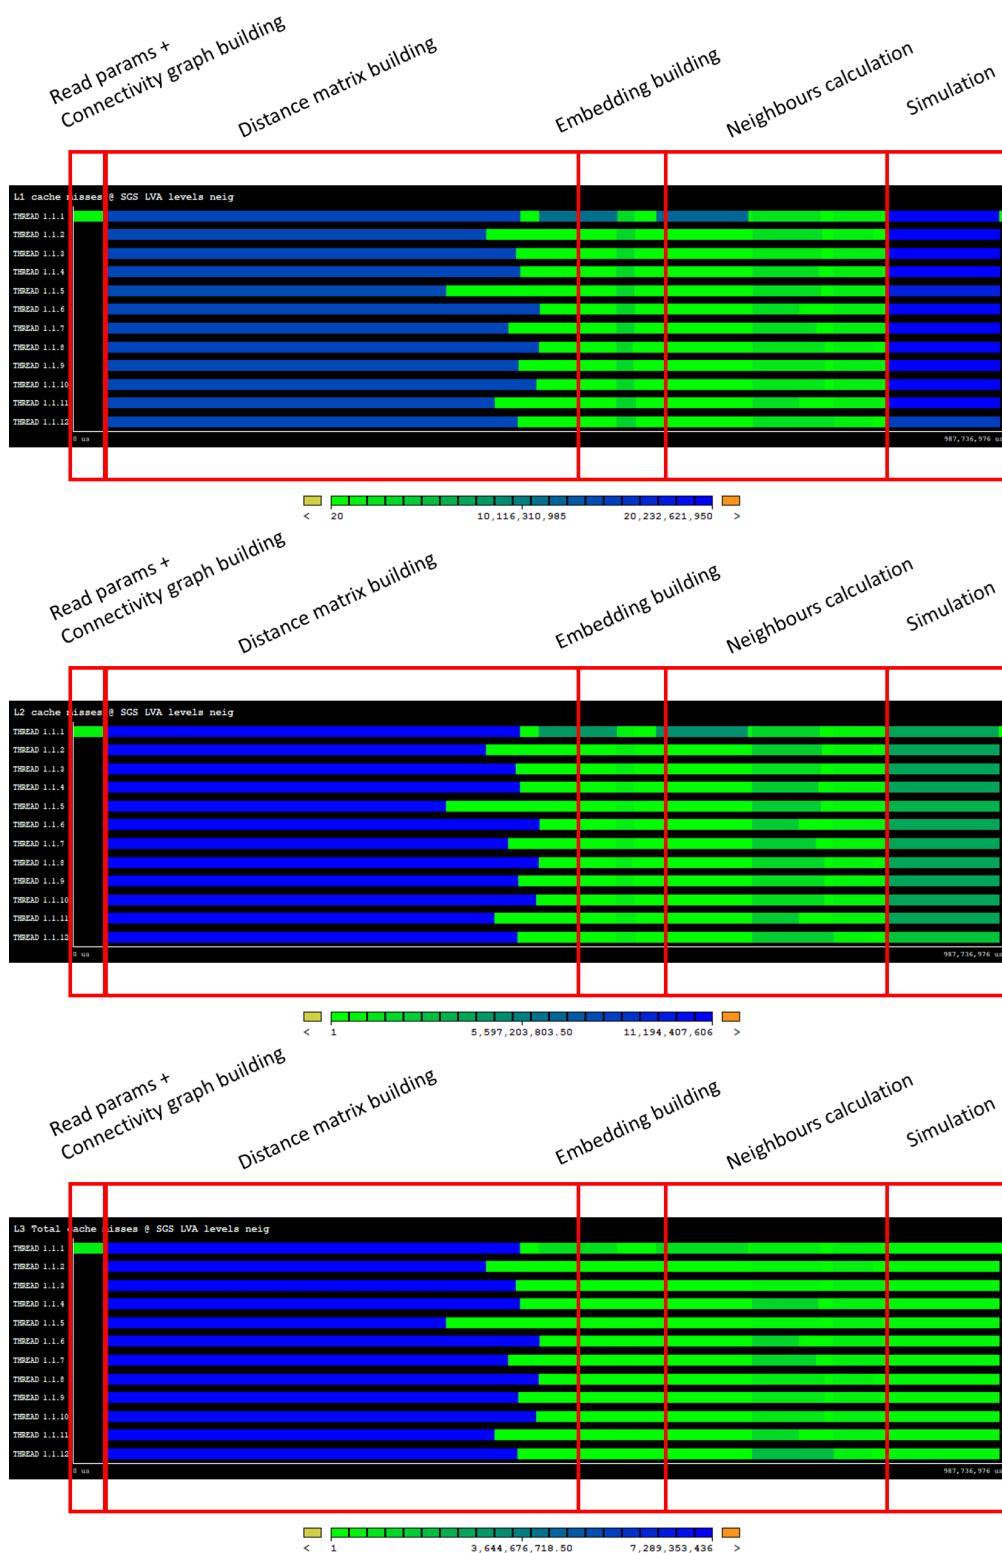 Read params +
Connectivity graph building
Distance matrix building
Embedding building
Neighbours calculation
Simulation
L1 cache misses @ SGS LVA levels neig
THREAD 1.1.1
THREAD 1.1.2
THREAD 1.1.3
THREAD 1.1.4
THREAD 1.1.5
THREAD 1.1.6
THREAD 1.1.7
THREAD 1.1.8
THREAD 1.1.9
THREAD 1.1.10
THREAD 1.1.11
THREAD 1.1.12
0 us 987,736,976 us
< 20 10,116,310,985 20,232,621,950 >
Read params +
Connectivity graph building
Distance matrix building
Embedding building
Neighbours calculation
Simulation
L2 cache misses @ SGS LVA levels neig
THREAD 1.1.1
THREAD 1.1.2
THREAD 1.1.3
THREAD 1.1.4
THREAD 1.1.5
THREAD 1.1.6
THREAD 1.1.7
THREAD 1.1.8
THREAD 1.1.9
THREAD 1.1.10
THREAD 1.1.11
THREAD 1.1.12
0 us 987,736,976 us
< 1 5,597,203,803.50 11,194,407,606 >
Read params +
Connectivity graph building
Distance matrix building
Embedding building
Neighbours calculation
Simulation
L3 Total cache misses @ SGS LVA levels neig
THREAD 1.1.1
THREAD 1.1.2
THREAD 1.1.3
THREAD 1.1.4
THREAD 1.1.5
THREAD 1.1.6
THREAD 1.1.7
THREAD 1.1.8
THREAD 1.1.9
THREAD 1.1.10
THREAD 1.1.11
THREAD 1.1.12
0 us 987,736,976 us
< 1 3,644,676,718.50 7,289,353,436 >